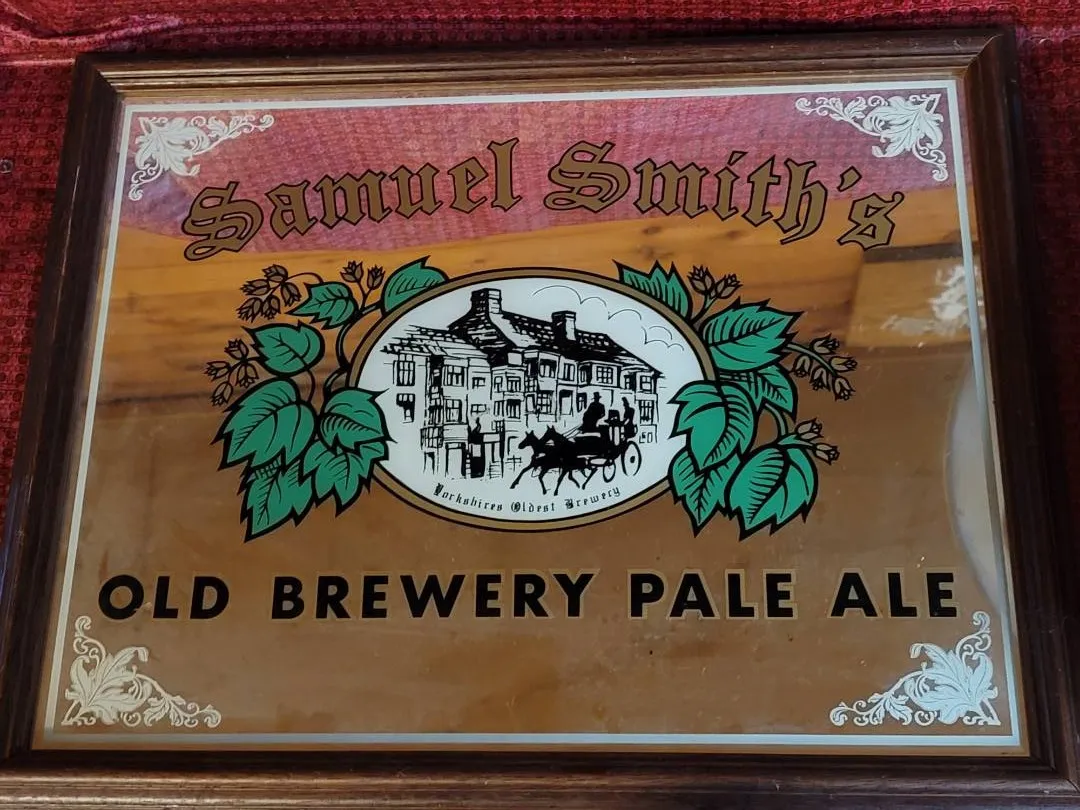 Samuel Smith's
Yorkshires Oldest Brewery
OLD BREWERY PALE ALE